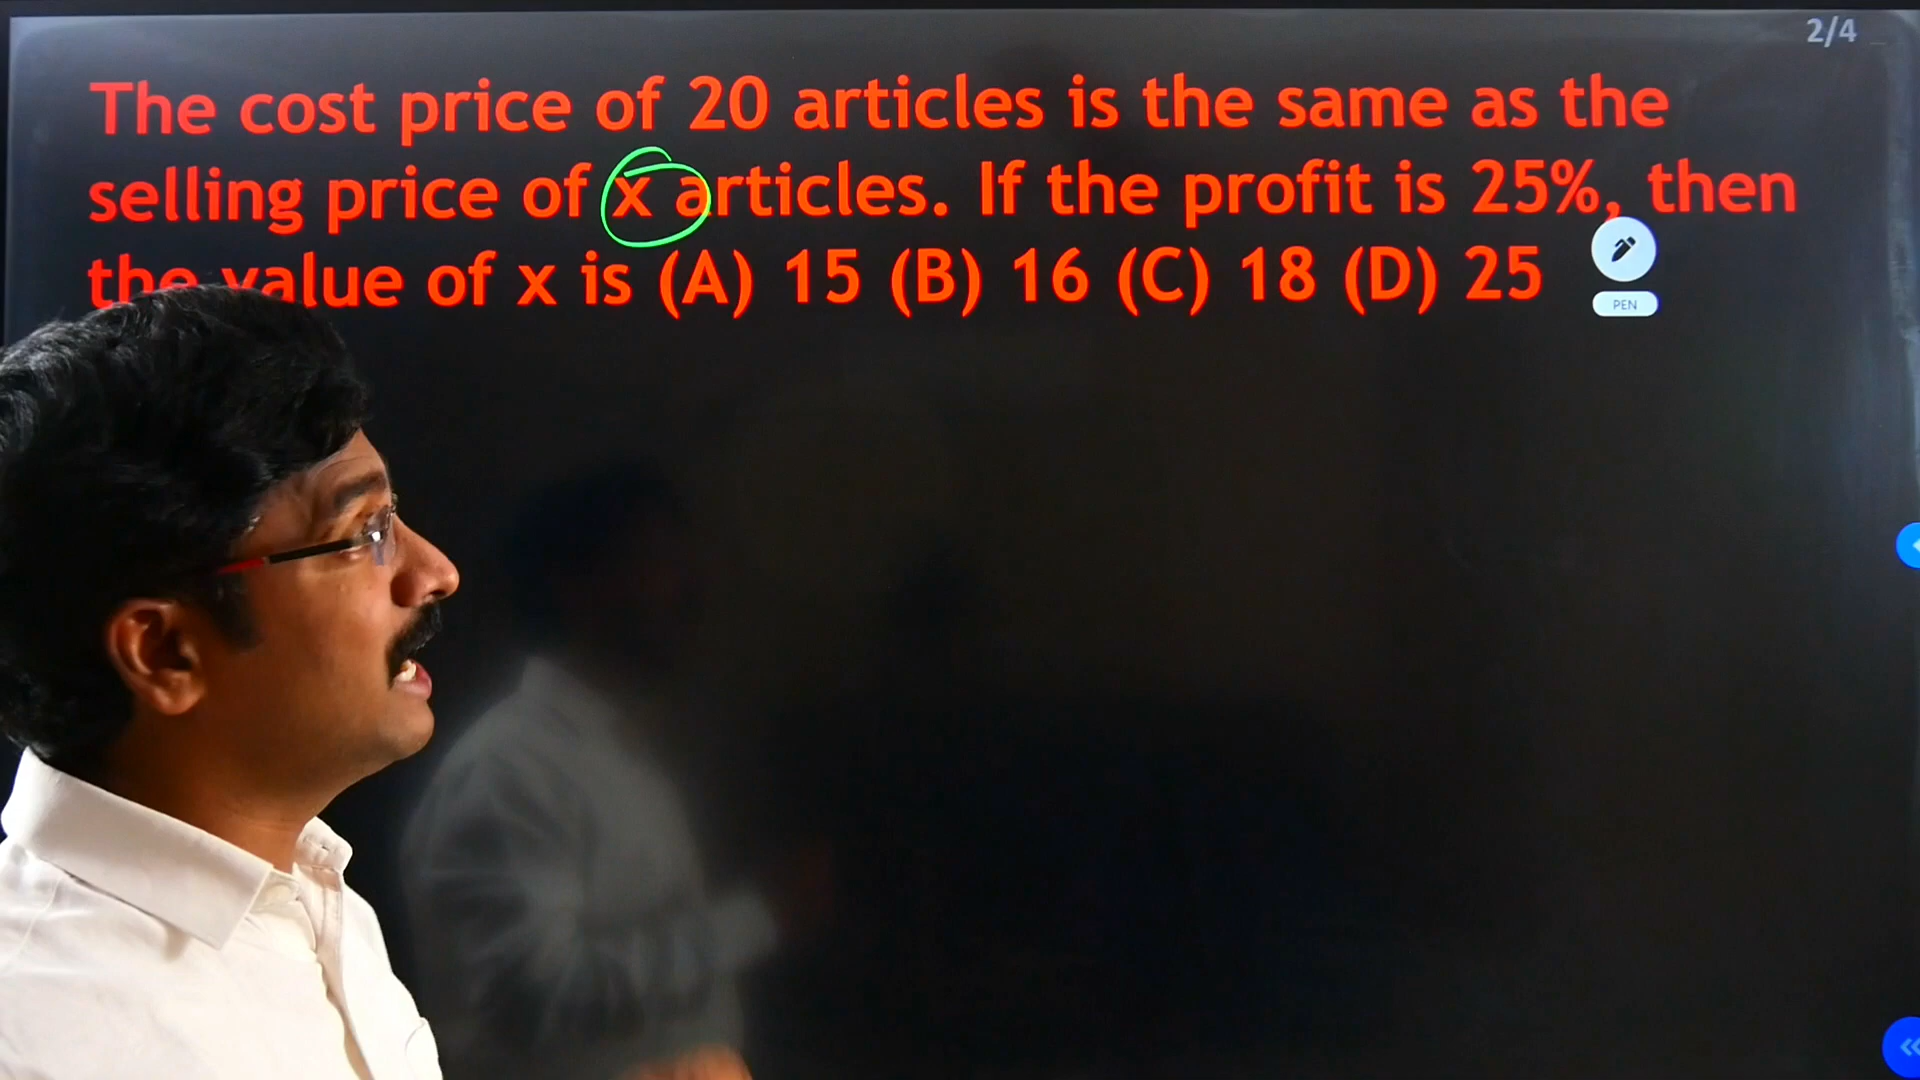 2/4
The cost price of 20 articles is the same as the
selling price of x articles. If the profit is 25%, then
the value of x is (A) 15 (B) 16 (C) 18 (D) 25
PEN